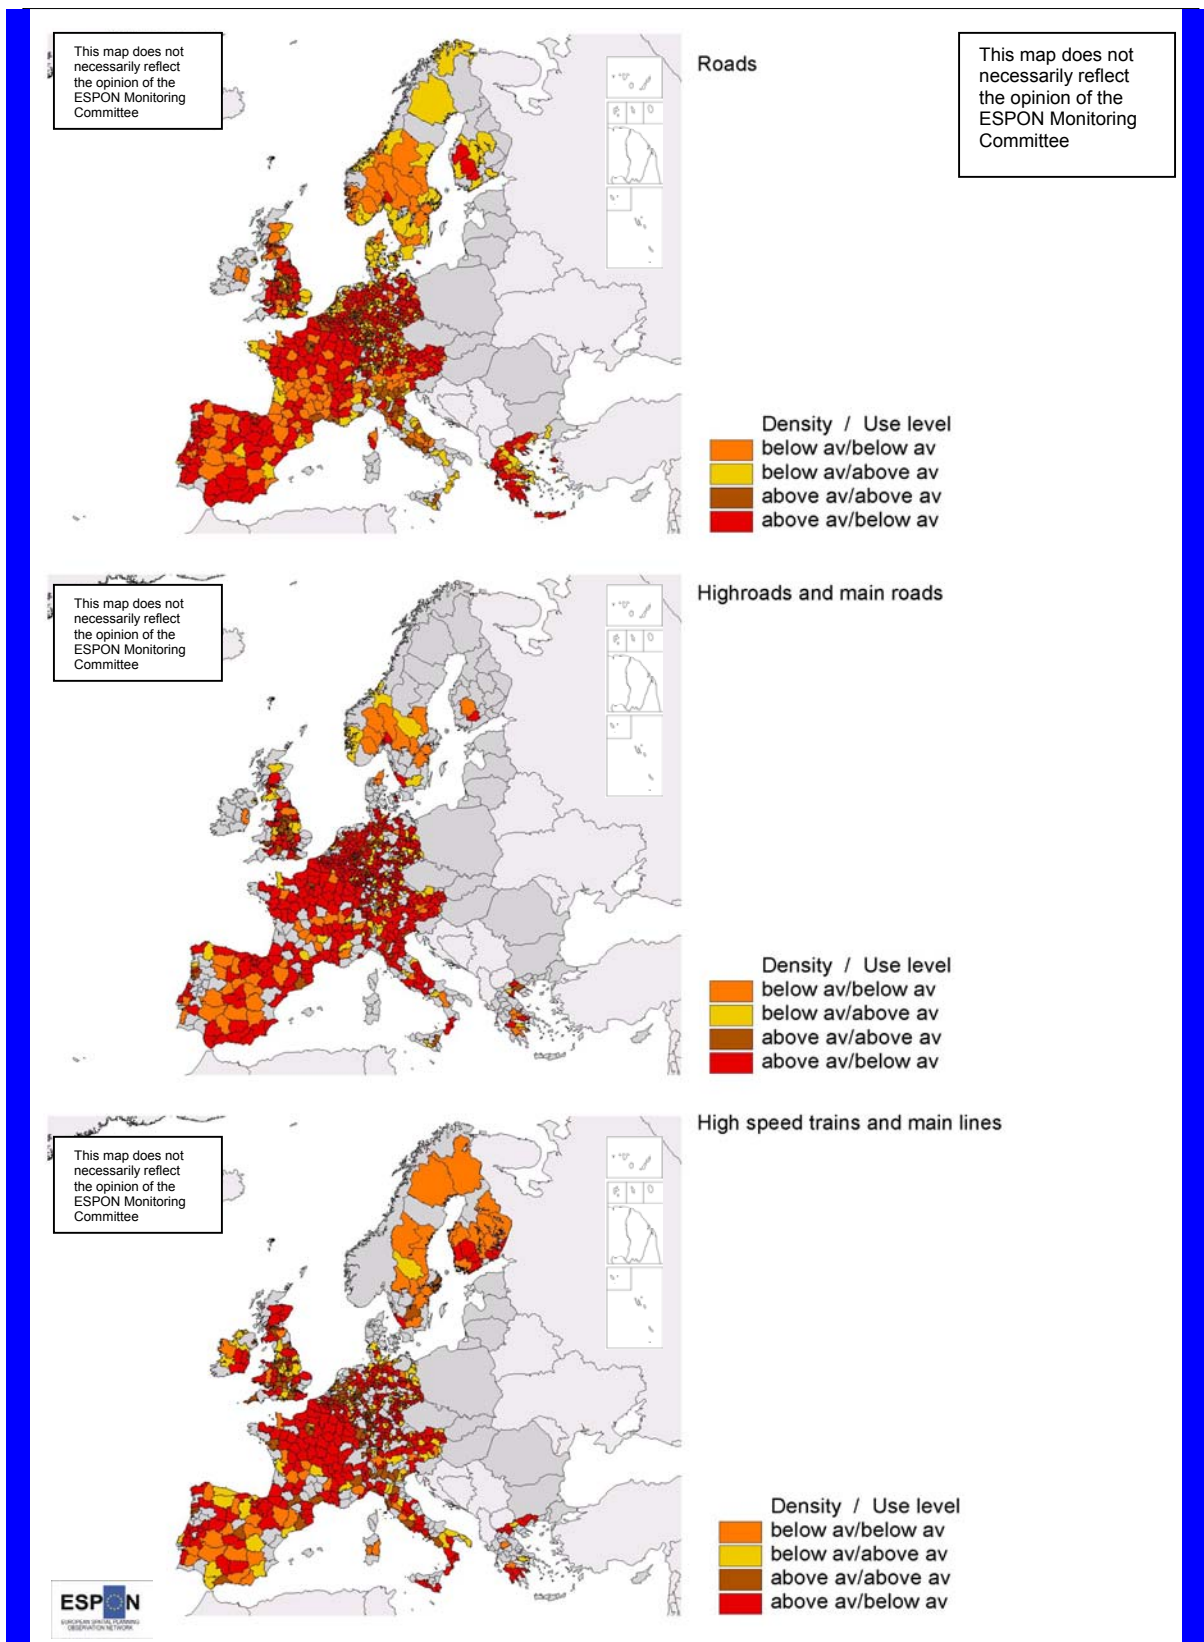 This map does not
necessarily reflect
the opinion of the
ESPON Monitoring
Committee
Roads
This map does not
necessarily reflect
the opinion of the
ESPON Monitoring
Committee
Density / Use level
below av/below av
below av/above av
above av/above av
above av/below av
This map does not
necessarily reflect
the opinion of the
ESPON Monitoring
Committee
Highroads and main roads
Density / Use level
below av/below av
below av/above av
above av/above av
above av/below av
This map does not
necessarily reflect
the opinion of the
ESPON Monitoring
Committee
High speed trains and main lines
Density / Use level
below av/below av
below av/above av
above av/above av
above av/below av
ESPON
EUROPEAN SPATIAL PLANNING
OBSERVATION NETWORK